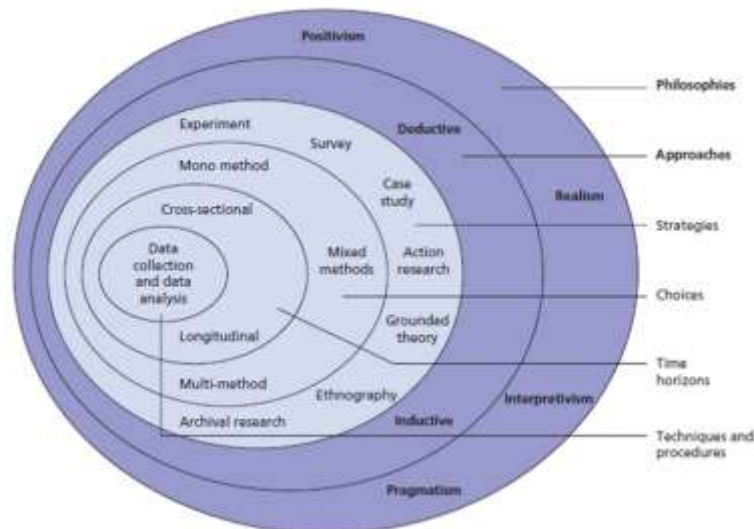 Positivism
Philosophies
Experiment
Survey
Deductive
Approaches
Mono method
Case
study
Realism
Cross-sectional
Strategies
Data
collection
and data
analysis
Mixed
methods
Action
research
Choices
Grounded
theory
Longitudinal
Time
horizons
Multi-method
Ethnography
Interpretivism
Archival research
Inductive
Techniques and
procedures
Pragmatism